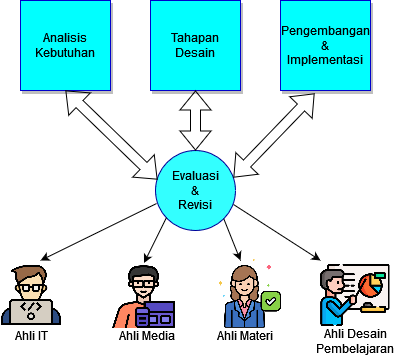 Analisis
Kebutuhan
Tahapan
Desain
Pengembangan
&
Implementasi
Evaluasi
&
Revisi
Ahli IT
Ahli Media
Ahli Materi
Ahli Desain
Pembelajaran